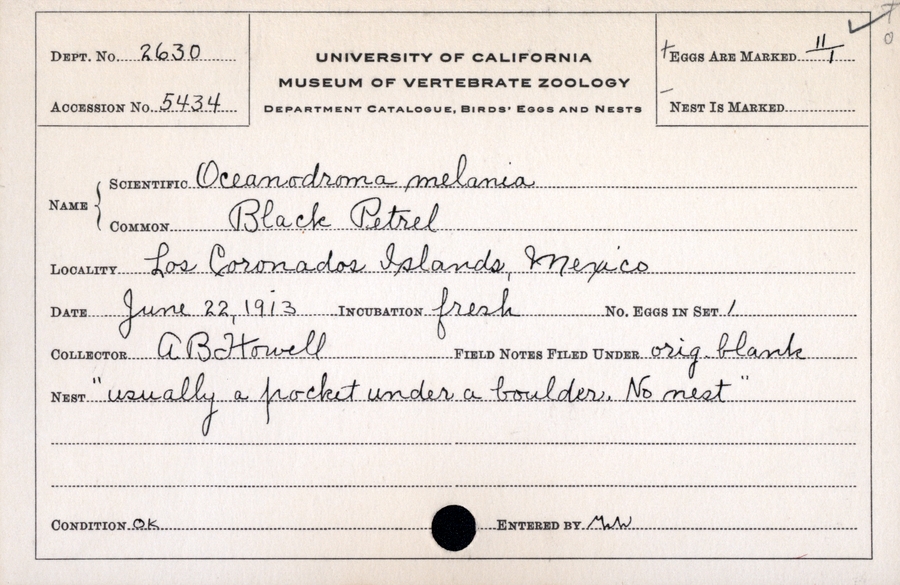 Dept. No. 2630
Accession No. 5434
UNIVERSITY OF CALIFORNIA
MUSEUM OF VERTEBRATE ZOOLOGY
Department Catalogue, Birds' Eggs and Nests
+ Eggs Are Marked 11/1
- Nest Is Marked
Name
Scientific Oceanodroma melania
Common Black Petrel
Locality Los Coronados Islands, Mexico
Date June 22, 1913 Incubation fresh No. Eggs in Set 1
Collector A B Howell Field Notes Filed Under orig. blank
Nest "usually a pocket under a boulder. No nest"
Condition OK Entered by